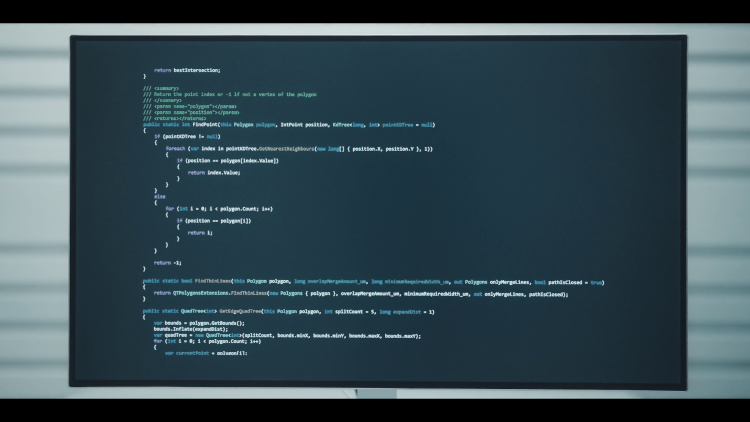 return bestIntersection;
}
/// <summary>
/// Return the point index or -1 if not a vertex of the polygon
/// </summary>
/// <param name="polygon"></param>
/// <param name="position"></param>
/// <returns></returns>
public static int FindPoint(this Polygon polygon, IntPoint position, KdTree<long, int> pointKDTree = null)
{
if (pointKDTree != null)
{
foreach (var index in pointKDTree.GetNearestNeighbours(new long[] { position.X, position.Y }, 1))
{
if (position == polygon[index.Value])
{
return index.Value;
}
}
}
else
{
for (int i = 0; i < polygon.Count; i++)
{
if (position == polygon[i])
{
return i;
}
}
}
return -1;
}
public static bool FindThinLines(this Polygon polygon, long overlapMergeAmount_um, long minimumRequiredWidth_um, out Polygons onlyMergeLines, bool pathIsClosed = true)
{
return QTPolygonsExtensions.FindThinLines(new Polygons { polygon }, overlapMergeAmount_um, minimumRequiredWidth_um, out onlyMergeLines, pathIsClosed);
}
public static QuadTree<int> GetEdgeQuadTree(this Polygon polygon, int splitCount = 5, long expandDist = 1)
{
var bounds = polygon.GetBounds();
bounds.Inflate(expandDist);
var quadTree = new QuadTree<int>(splitCount, bounds.minX, bounds.minY, bounds.maxX, bounds.maxY);
for (int i = 0; i < polygon.Count; i++)
{
var currentPoint = polygon[i];